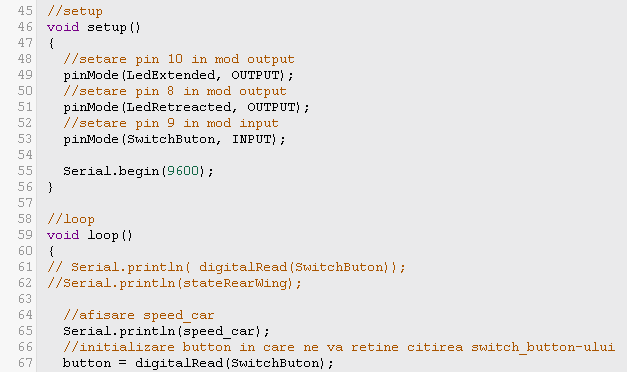 45 //setup
46 void setup()
47 {
48 //setare pin 10 in mod output
49 pinMode(LedExtended, OUTPUT);
50 //setare pin 8 in mod output
51 pinMode(LedRetreacted, OUTPUT);
52 //setare pin 9 in mod input
53 pinMode(SwitchButon, INPUT);
54
55 Serial.begin(9600);
56 }
57
58 //loop
59 void loop()
60 {
61 // Serial.println( digitalRead(SwitchButon));
62 //Serial.println(stateRearWing);
63
64 //afisare speed_car
65 Serial.println(speed_car);
66 //initializare button in care ne va retine citirea switch_button-ului
67 button = digitalRead(SwitchButon);